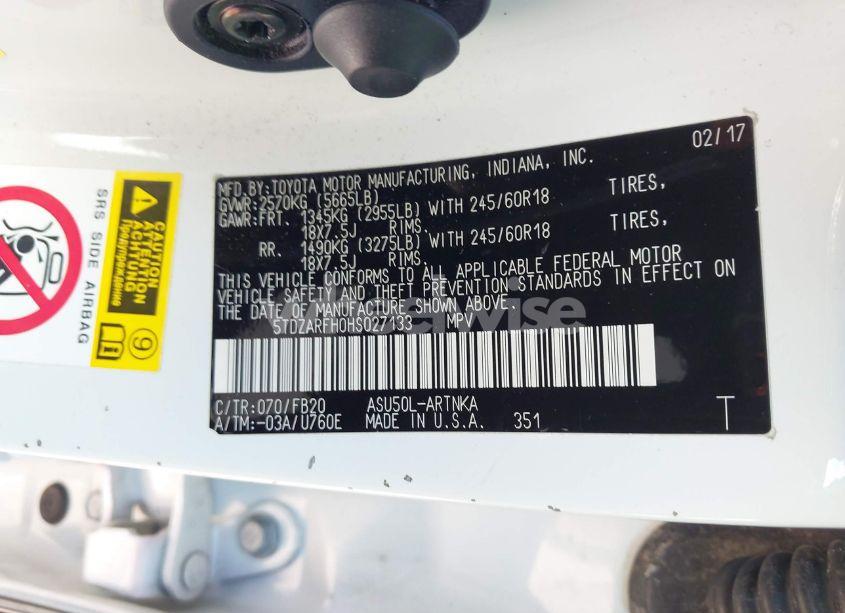 02/17
MFD.BY:TOYOTA MOTOR MANUFACTURING, INDIANA, INC.
GVWR:2570KG (5665LB)
GAWR:FRT. 1345KG (2955LB) WITH 245/60R18 TIRES,
18X7.5J RIMS.
RR. 1490KG (3275LB) WITH 245/60R18 TIRES,
18X7.5J RIMS.
THIS VEHICLE CONFORMS TO ALL APPLICABLE FEDERAL MOTOR
VEHICLE SAFETY AND THEFT PREVENTION STANDARDS IN EFFECT ON
THE DATE OF MANUFACTURE SHOWN ABOVE.
5TDZARFH0HS027133 MPV
C/TR:070/FB20 ASU50L-ARTNKA
A/TM:-03A/U760E MADE IN U.S.A. 351 T
SRS SIDE AIRBAG
CAUTION
ATTENTION
ACHTUNG
Предупреждение
9